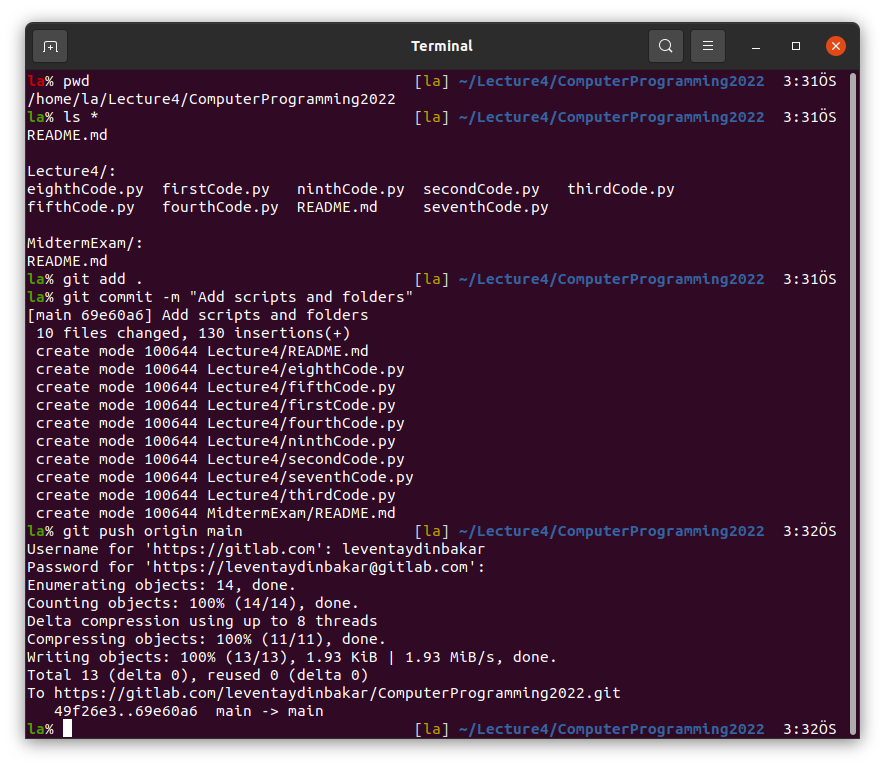 Terminal
la% pwd [la] ~/Lecture4/ComputerProgramming2022 3:31ÖS
/home/la/Lecture4/ComputerProgramming2022
la% ls * [la] ~/Lecture4/ComputerProgramming2022 3:31ÖS
README.md
Lecture4/:
eighthCode.py firstCode.py ninthCode.py secondCode.py thirdCode.py
fifthCode.py fourthCode.py README.md seventhCode.py
MidtermExam/:
README.md
la% git add . [la] ~/Lecture4/ComputerProgramming2022 3:31ÖS
la% git commit -m "Add scripts and folders"
[main 69e60a6] Add scripts and folders
10 files changed, 130 insertions(+)
create mode 100644 Lecture4/README.md
create mode 100644 Lecture4/eighthCode.py
create mode 100644 Lecture4/fifthCode.py
create mode 100644 Lecture4/firstCode.py
create mode 100644 Lecture4/fourthCode.py
create mode 100644 Lecture4/ninthCode.py
create mode 100644 Lecture4/secondCode.py
create mode 100644 Lecture4/seventhCode.py
create mode 100644 Lecture4/thirdCode.py
create mode 100644 MidtermExam/README.md
la% git push origin main [la] ~/Lecture4/ComputerProgramming2022 3:32ÖS
Username for 'https://gitlab.com': leventaydinbakar
Password for 'https://leventaydinbakar@gitlab.com':
Enumerating objects: 14, done.
Counting objects: 100% (14/14), done.
Delta compression using up to 8 threads
Compressing objects: 100% (11/11), done.
Writing objects: 100% (13/13), 1.93 KiB | 1.93 MiB/s, done.
Total 13 (delta 0), reused 0 (delta 0)
To https://gitlab.com/leventaydinbakar/ComputerProgramming2022.git
49f26e3..69e60a6 main -> main
la% [la] ~/Lecture4/ComputerProgramming2022 3:32ÖS